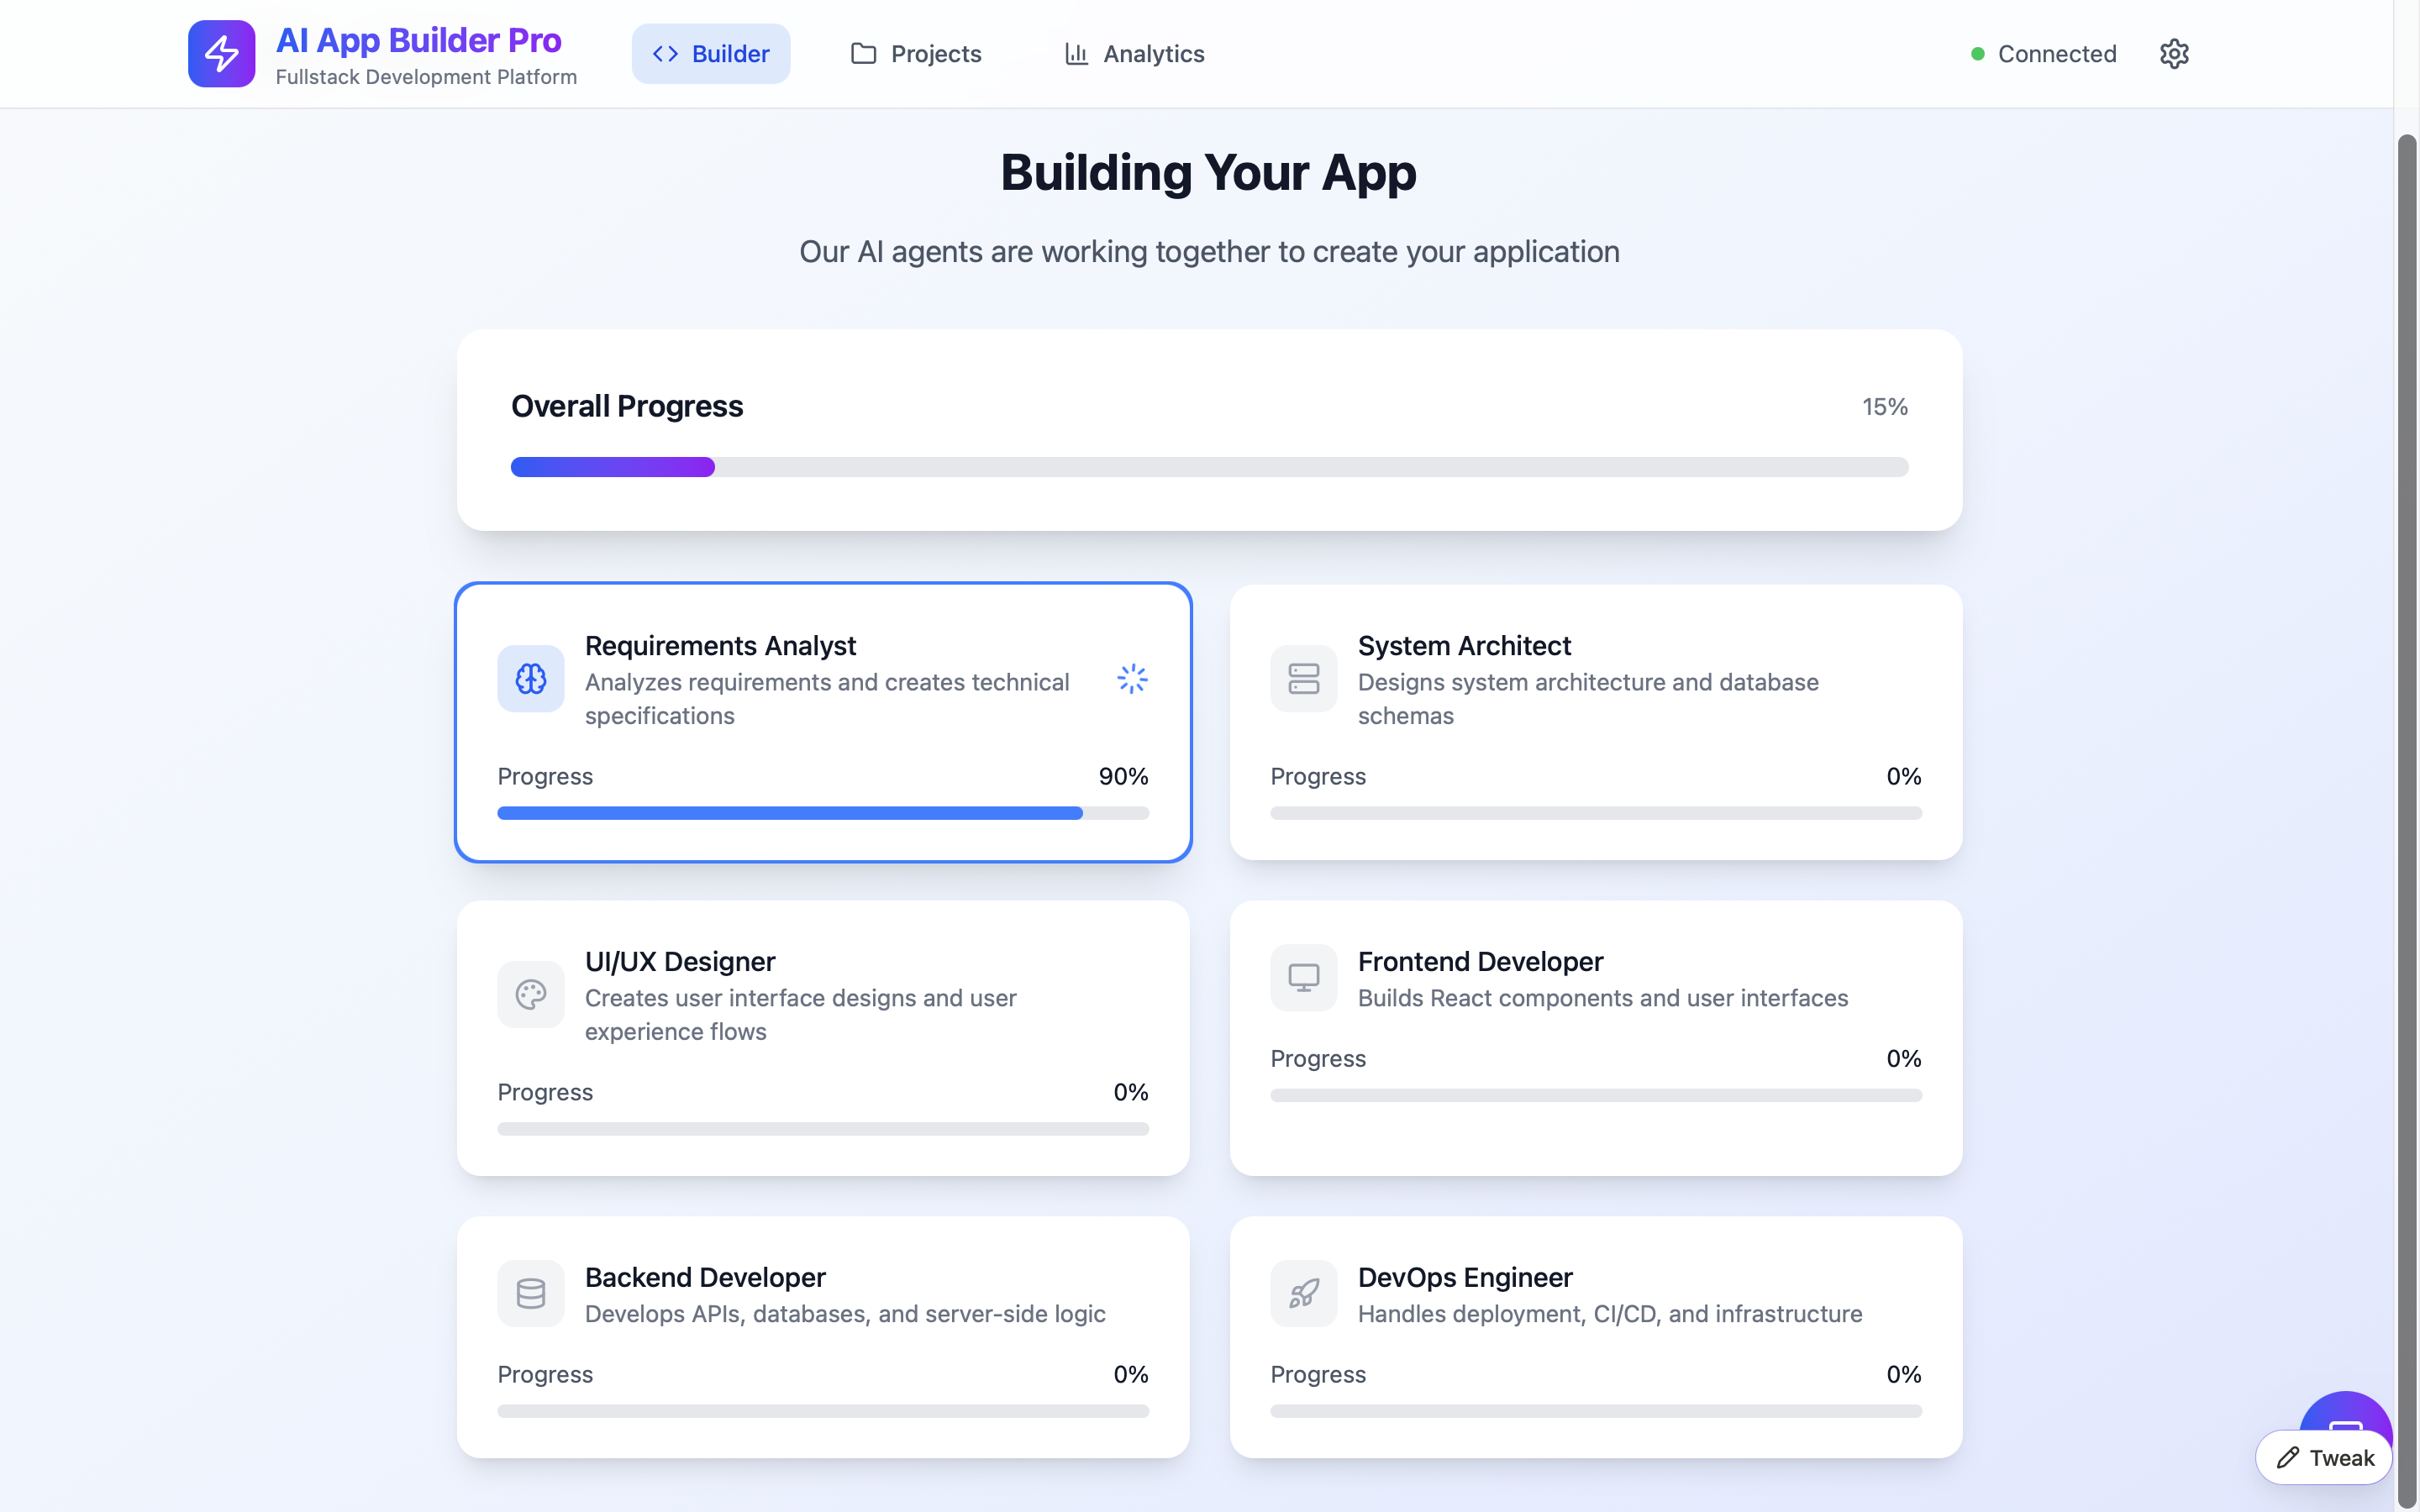 AI App Builder Pro
Fullstack Development Platform
Builder
Projects
Analytics
Connected
Building Your App
Our AI agents are working together to create your application
Overall Progress
15%
Requirements Analyst
Analyzes requirements and creates technical
specifications
Progress
90%
System Architect
Designs system architecture and database
schemas
Progress
0%
UI/UX Designer
Creates user interface designs and user
experience flows
Progress
0%
Frontend Developer
Builds React components and user interfaces
Progress
0%
Backend Developer
Develops APIs, databases, and server-side logic
Progress
0%
DevOps Engineer
Handles deployment, CI/CD, and infrastructure
Progress
0%
Tweak